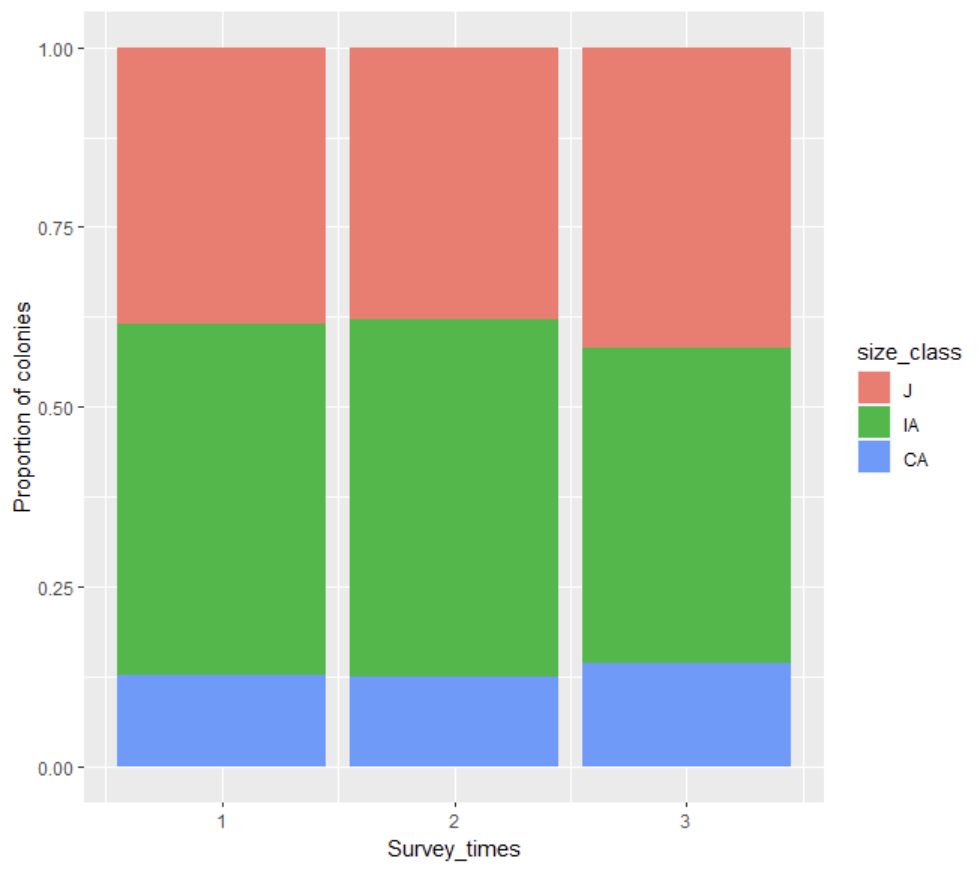 Proportion of colonies
1.00
0.75
0.50
0.25
0.00
1
2
3
Survey_times
size_class
J
IA
CA